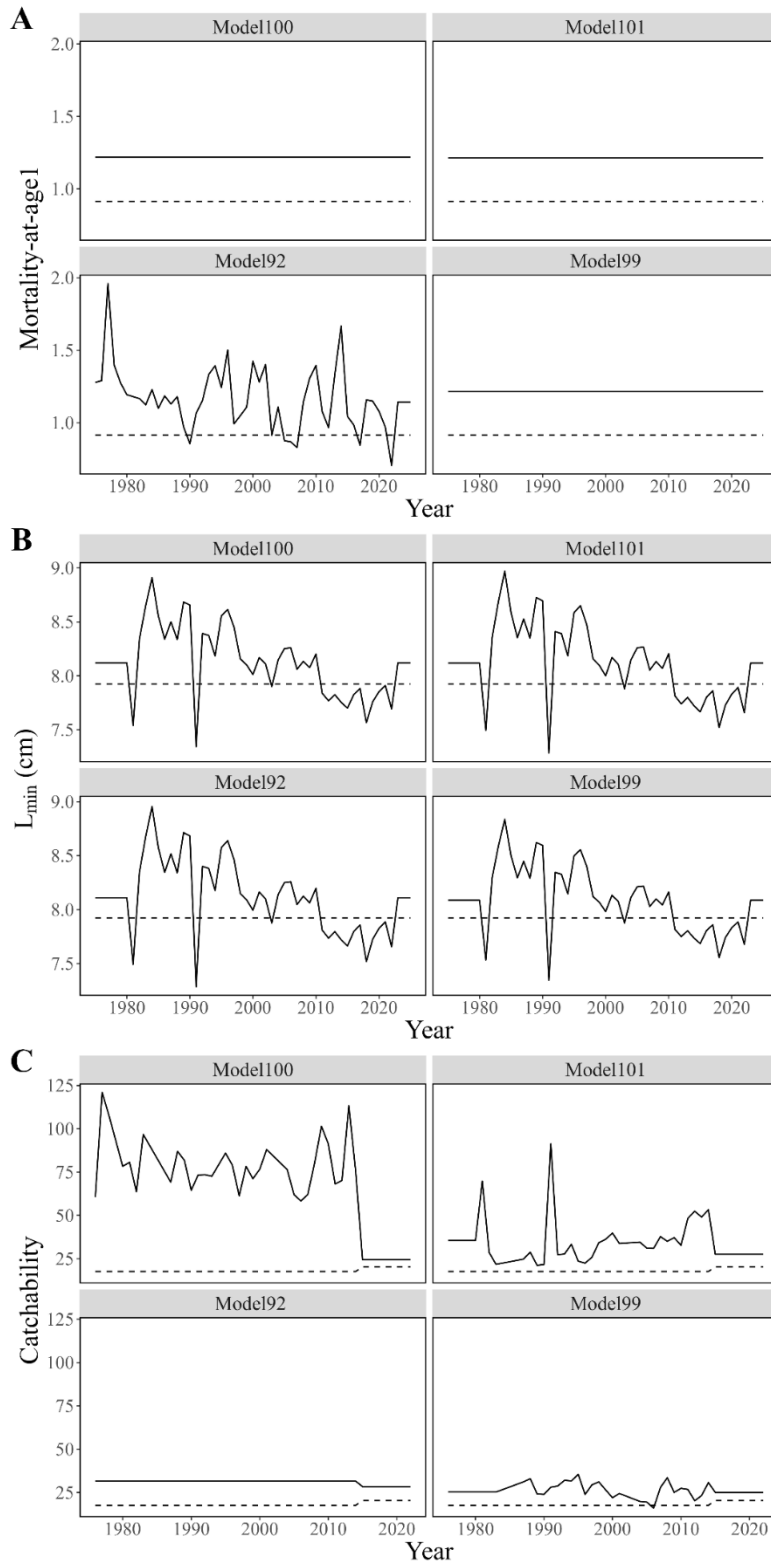 A
Model100 Model101
2.0
1.5
1.0
Mortality-at-age1
Model92 Model99
2.0
1.5
1.0
1980 1990 2000 2010 2020 1980 1990 2000 2010 2020
Year
B
Model100 Model101
9.0
8.5
8.0
7.5
Lmin (cm)
Model92 Model99
9.0
8.5
8.0
7.5
1980 1990 2000 2010 2020 1980 1990 2000 2010 2020
Year
C
Model100 Model101
125
100
75
50
25
Catchability
Model92 Model99
125
100
75
50
25
1980 1990 2000 2010 2020 1980 1990 2000 2010 2020
Year